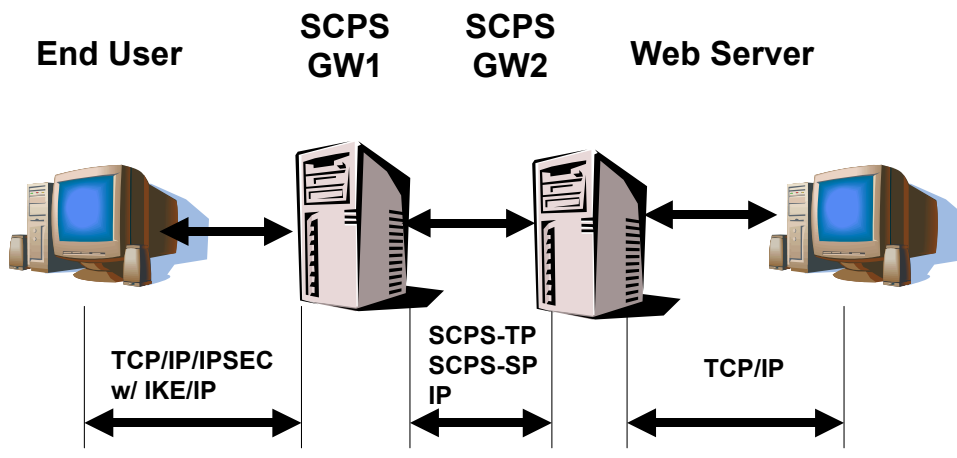 End User
SCPS
GW1
SCPS
GW2
Web Server
TCP/IP/IPSEC
w/ IKE/IP
SCPS-TP
SCPS-SP
IP
TCP/IP